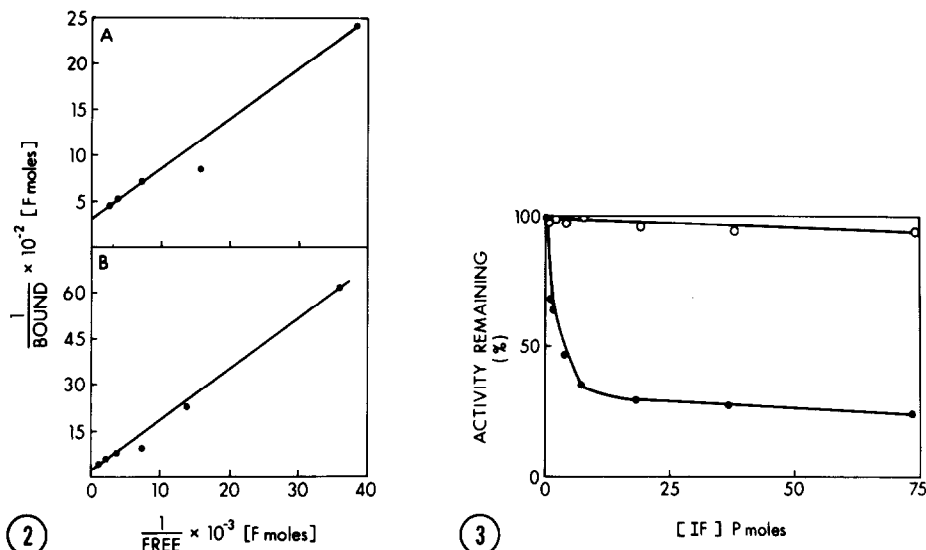 25
A
20
15
10
5
B
60
45
30
15
0 10 20 30 40
1/BOUND × 10⁻² [F moles]
1/FREE × 10⁻³ [F moles]
2
100
50
0
0 25 50 75
ACTIVITY REMAINING
(%)
[IF] P moles
3